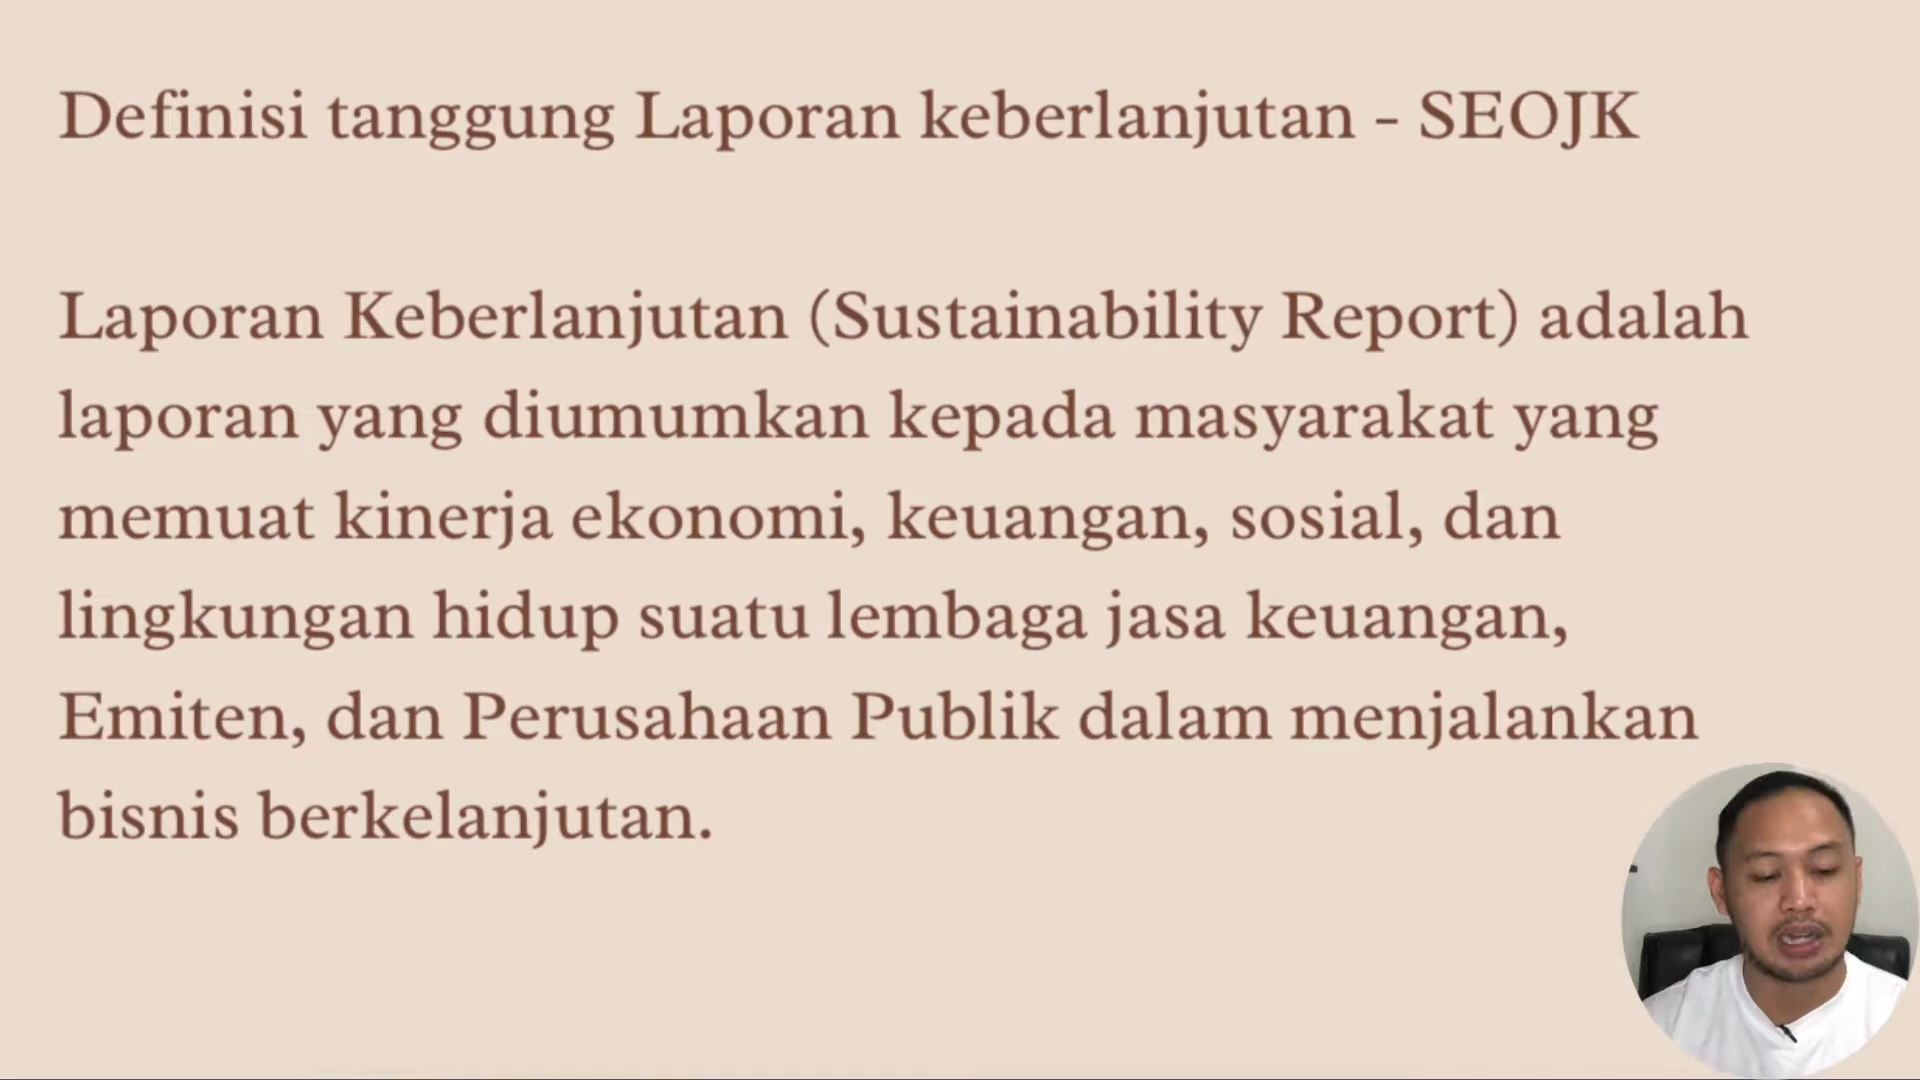 Definisi tanggung Laporan keberlanjutan - SEOJK
Laporan Keberlanjutan (Sustainability Report) adalah
laporan yang diumumkan kepada masyarakat yang
memuat kinerja ekonomi, keuangan, sosial, dan
lingkungan hidup suatu lembaga jasa keuangan,
Emiten, dan Perusahaan Publik dalam menjalankan
bisnis berkelanjutan.